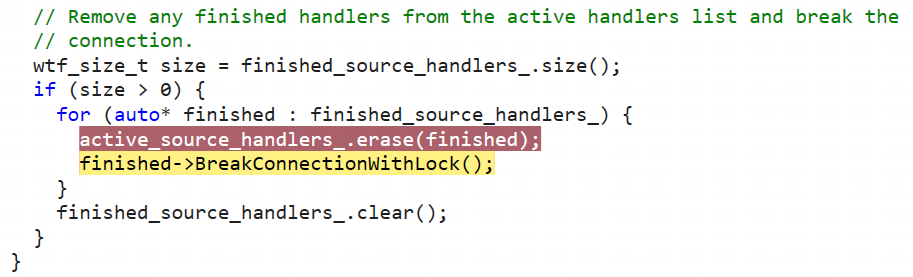 // Remove any finished handlers from the active handlers list and break the
// connection.
wtf_size_t size = finished_source_handlers_.size();
if (size > 0) {
for (auto* finished : finished_source_handlers_) {
active_source_handlers_.erase(finished);
finished->BreakConnectionWithLock();
}
finished_source_handlers_.clear();
}
}